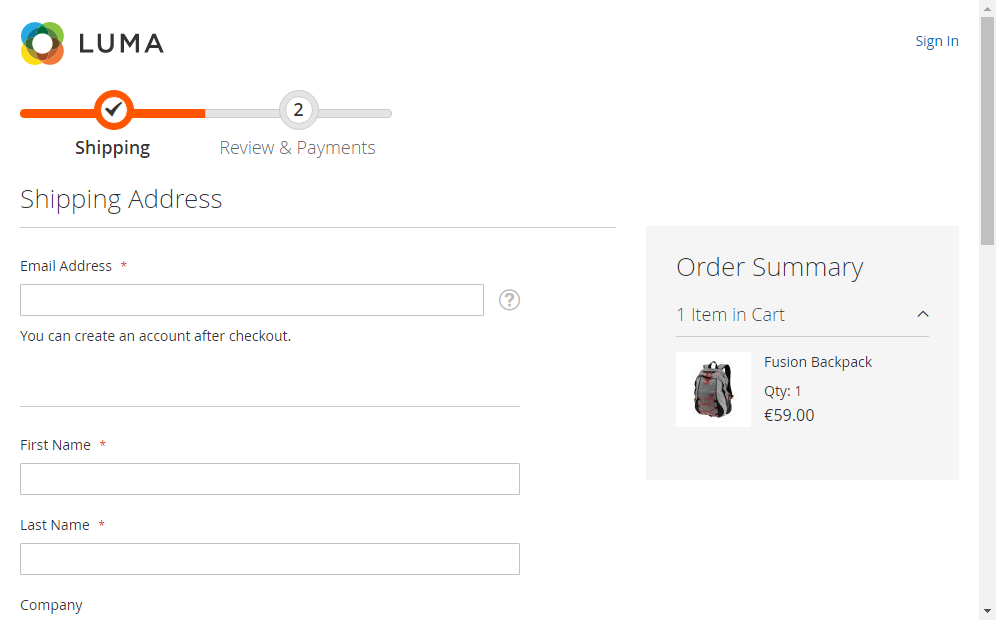 LUMA
Sign In
2
Shipping
Review & Payments
Shipping Address
Email Address *
?
You can create an account after checkout.
First Name *
Last Name *
Company
Order Summary
1 Item in Cart
Fusion Backpack
Qty: 1
€59.00